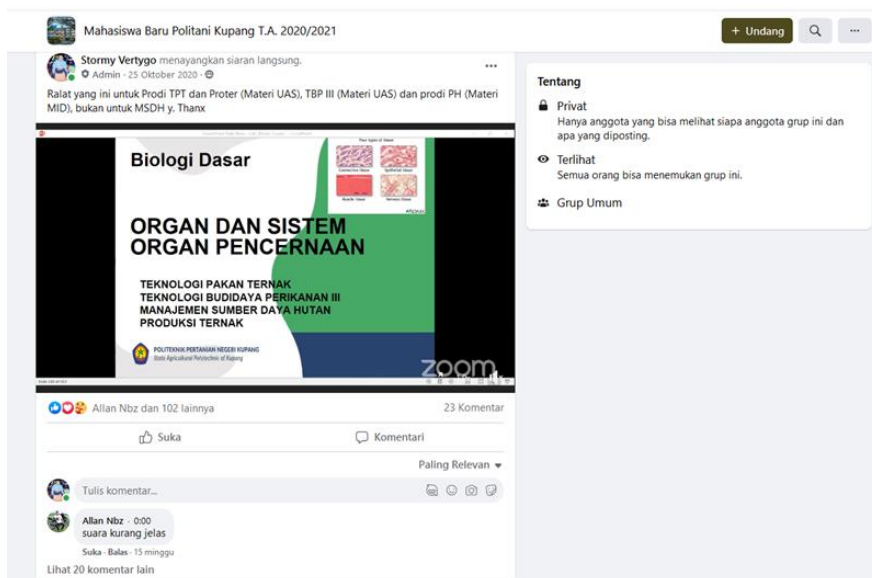 Mahasiswa Baru Politani Kupang T.A. 2020/2021
+ Undang
Stormy Vertygo menayangkan siaran langsung.
Admin · 25 Oktober 2020 ·
Ralat yang ini untuk Prodi TPT dan Proter (Materi UAS), TBP III (Materi UAS) dan prodi PH (Materi
MID), bukan untuk MSDH y. Thanx
Biologi Dasar
ORGAN DAN SISTEM
ORGAN PENCERNAAN
TEKNOLOGI PAKAN TERNAK
TEKNOLOGI BUDIDAYA PERIKANAN III
MANAJEMEN SUMBER DAYA HUTAN
PRODUKSI TERNAK
POLITEKNIK PERTANIAN NEGERI KUPANG
State Agricultural Polytechnic of Kupang
zoom
Allan Nbz dan 102 lainnya
23 Komentar
Suka
Komentari
Paling Relevan
Tulis komentar...
Allan Nbz · 0:00
suara kurang jelas
Suka · Balas · 15 minggu
Lihat 20 komentar lain
Tentang
Privat
Hanya anggota yang bisa melihat siapa anggota grup ini dan
apa yang diposting.
Terlihat
Semua orang bisa menemukan grup ini.
Grup Umum